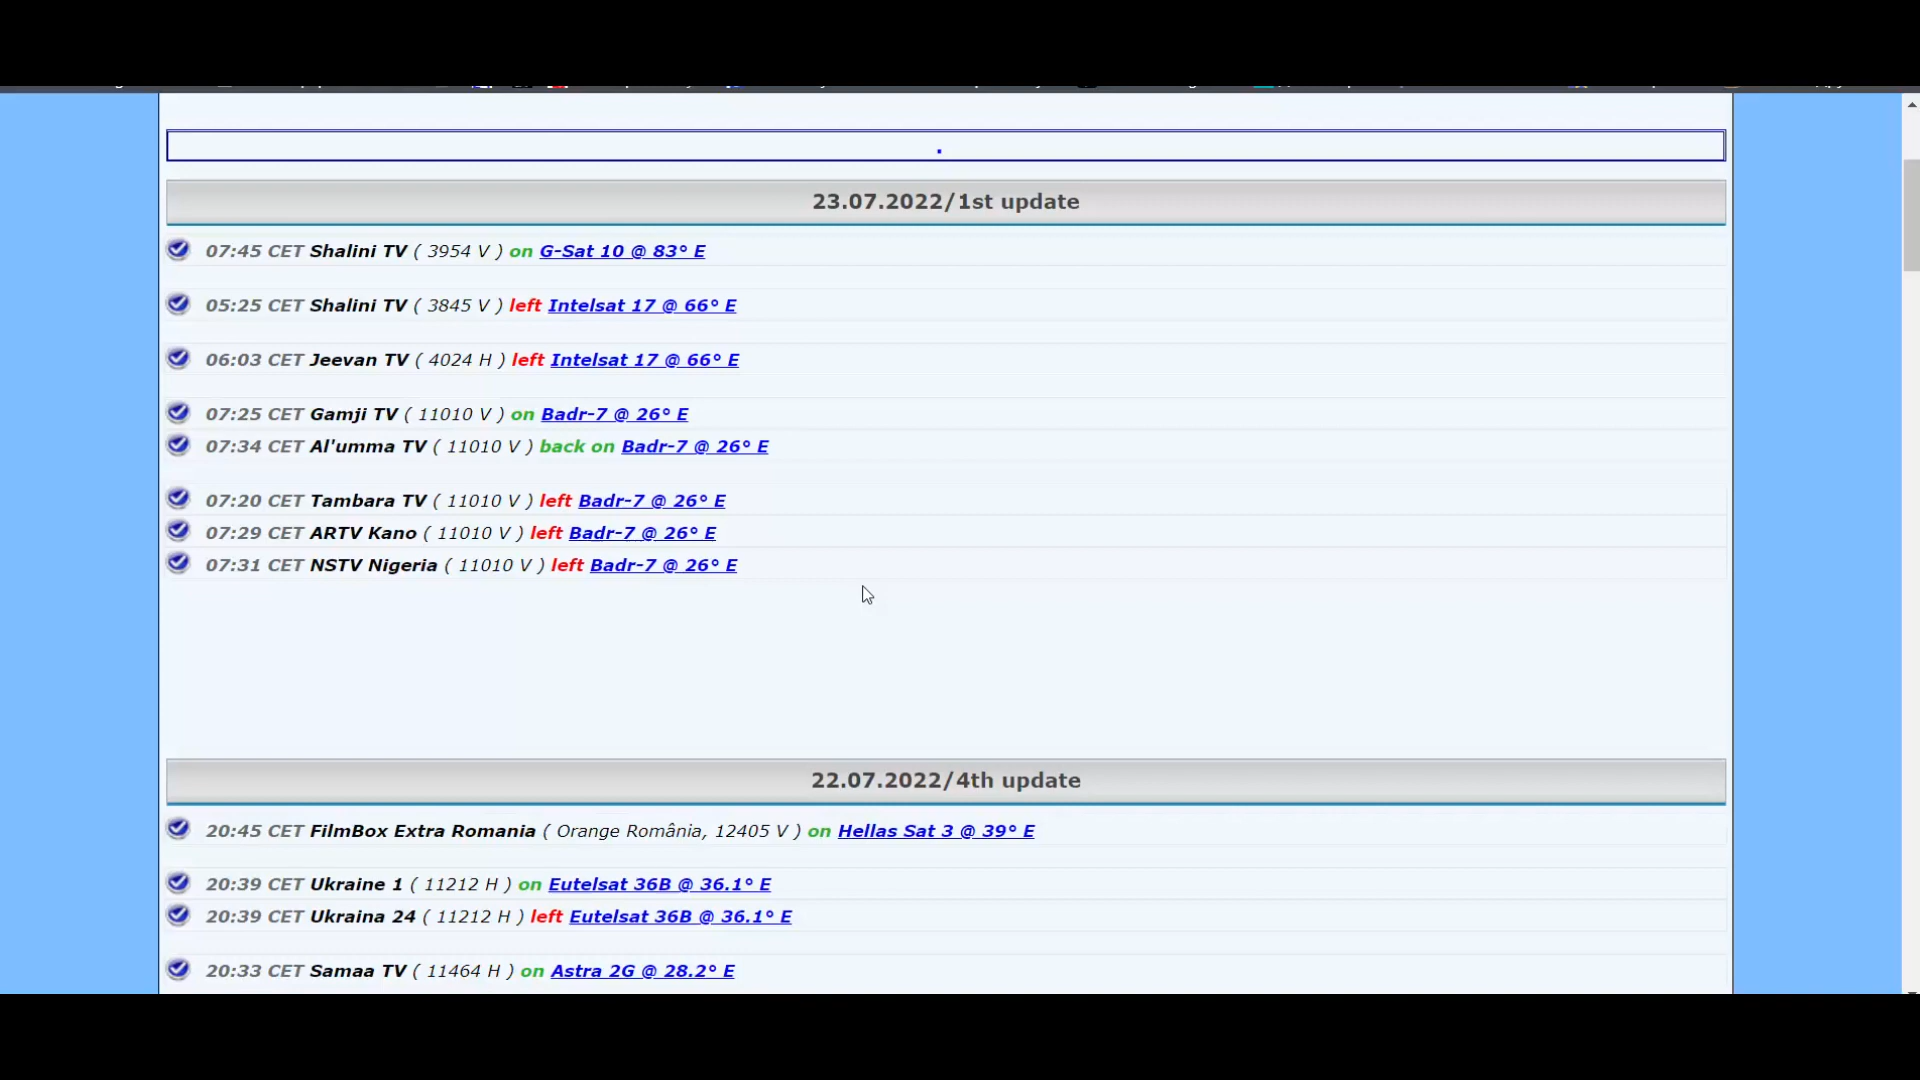 .
23.07.2022/1st update
07:45 CET Shalini TV ( 3954 V ) on G-Sat 10 @ 83° E
05:25 CET Shalini TV ( 3845 V ) left Intelsat 17 @ 66° E
06:03 CET Jeevan TV ( 4024 H ) left Intelsat 17 @ 66° E
07:25 CET Gamji TV ( 11010 V ) on Badr-7 @ 26° E
07:34 CET Al'umma TV ( 11010 V ) back on Badr-7 @ 26° E
07:20 CET Tambara TV ( 11010 V ) left Badr-7 @ 26° E
07:29 CET ARTV Kano ( 11010 V ) left Badr-7 @ 26° E
07:31 CET NSTV Nigeria ( 11010 V ) left Badr-7 @ 26° E
22.07.2022/4th update
20:45 CET FilmBox Extra Romania ( Orange România, 12405 V ) on Hellas Sat 3 @ 39° E
20:39 CET Ukraine 1 ( 11212 H ) on Eutelsat 36B @ 36.1° E
20:39 CET Ukraina 24 ( 11212 H ) left Eutelsat 36B @ 36.1° E
20:33 CET Samaa TV ( 11464 H ) on Astra 2G @ 28.2° E